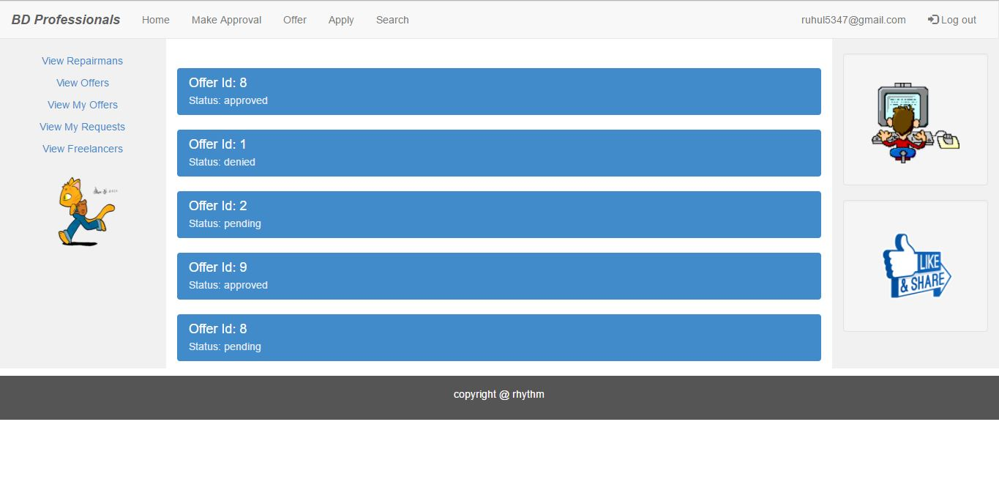 BD Professionals Home Make Approval Offer Apply Search ruhul5347@gmail.com Log out
View Repairmans
View Offers
View My Offers
View My Requests
View Freelancers
Offer Id: 8
Status: approved
Offer Id: 1
Status: denied
Offer Id: 2
Status: pending
Offer Id: 9
Status: approved
Offer Id: 8
Status: pending
LIKE
& SHARE
copyright @ rhythm